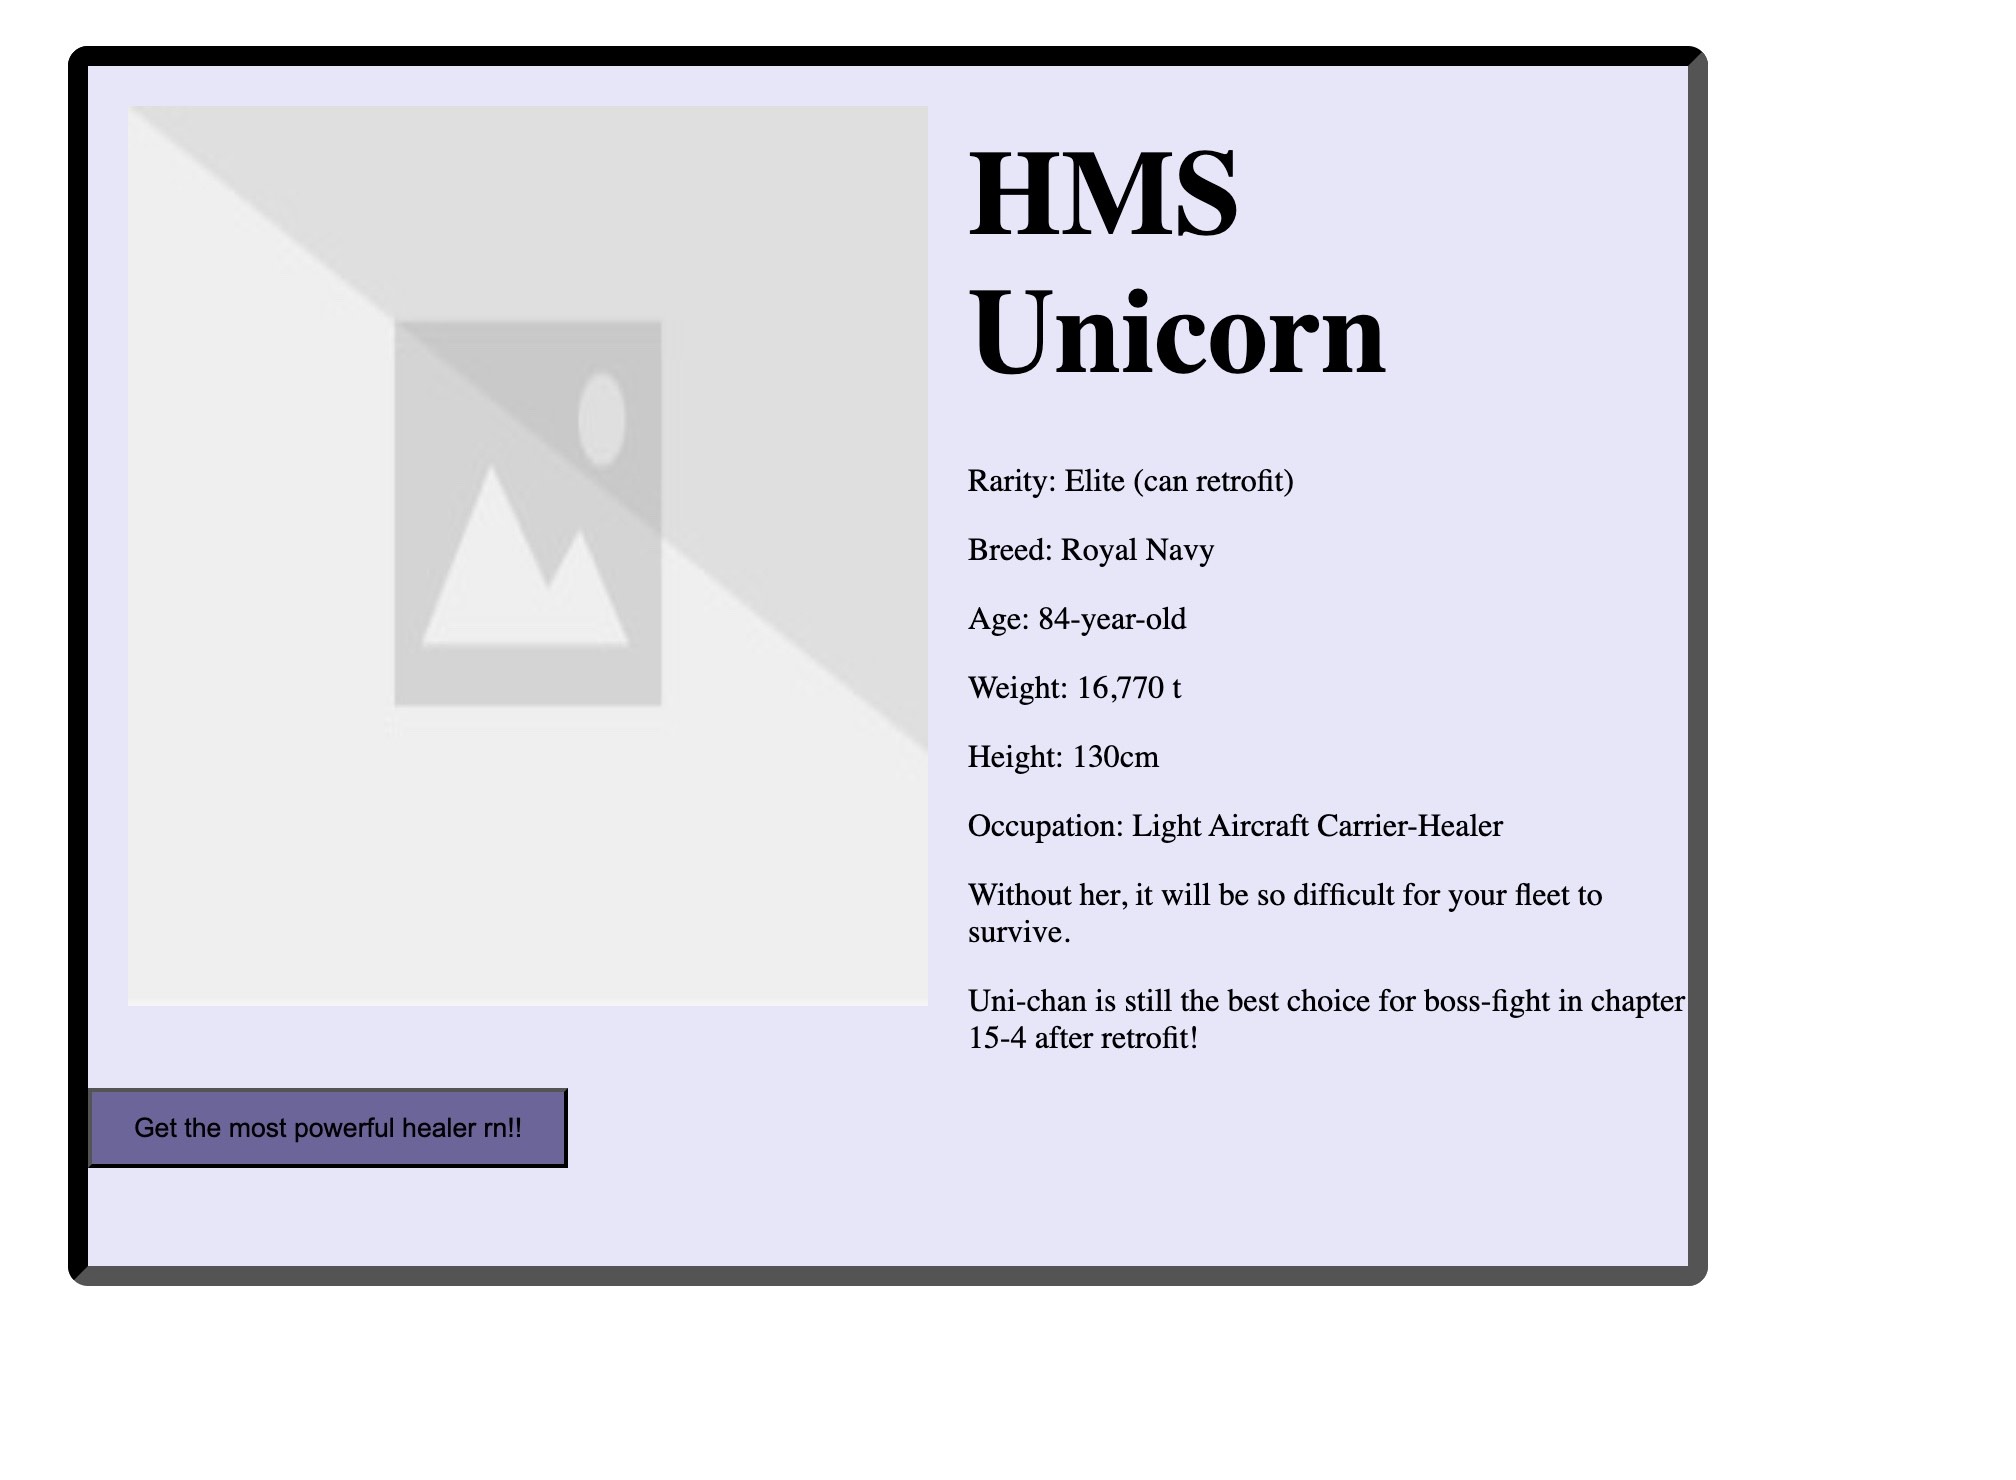 HMS
Unicorn
Rarity: Elite (can retrofit)
Breed: Royal Navy
Age: 84-year-old
Weight: 16,770 t
Height: 130cm
Occupation: Light Aircraft Carrier-Healer
Without her, it will be so difficult for your fleet to
survive.
Uni-chan is still the best choice for boss-fight in chapter
15-4 after retrofit!
Get the most powerful healer rn!!